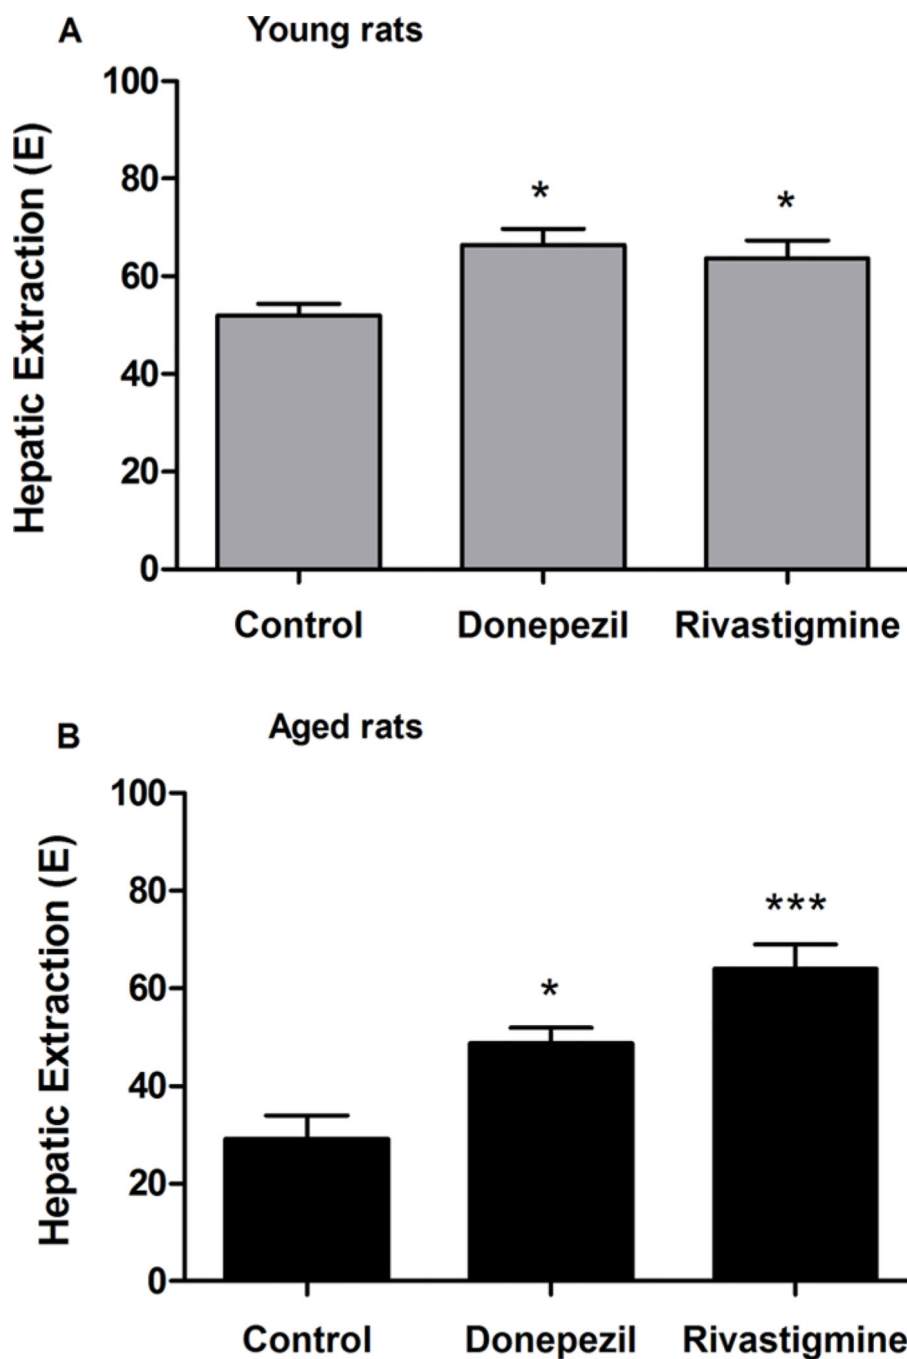 A Young rats
Hepatic Extraction (E)
100
80
60
40
20
0
* *
Control Donepezil Rivastigmine
B Aged rats
Hepatic Extraction (E)
100
80
60
40
20
0
* ***
Control Donepezil Rivastigmine